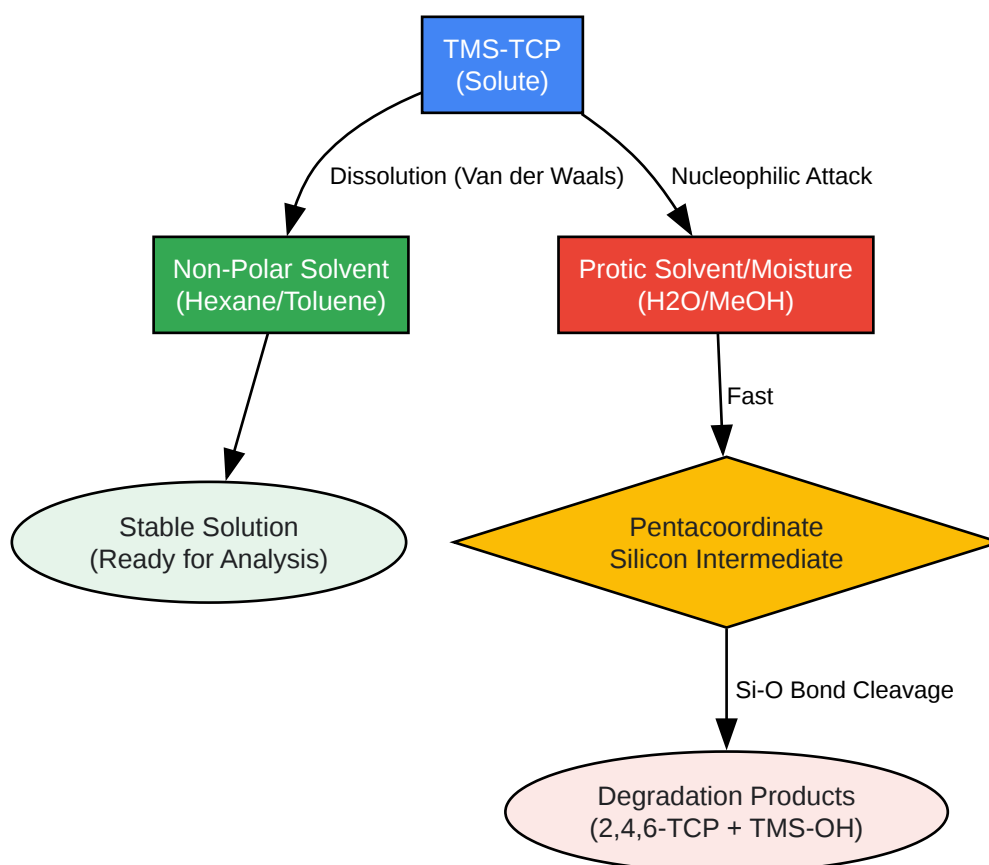 TMS-TCP
(Solute)
Dissolution (Van der Waals)
Nucleophilic Attack
Non-Polar Solvent
(Hexane/Toluene)
Protic Solvent/Moisture
(H2O/MeOH)
Fast
Stable Solution
(Ready for Analysis)
Pentacoordinate
Silicon Intermediate
Si-O Bond Cleavage
Degradation Products
(2,4,6-TCP + TMS-OH)